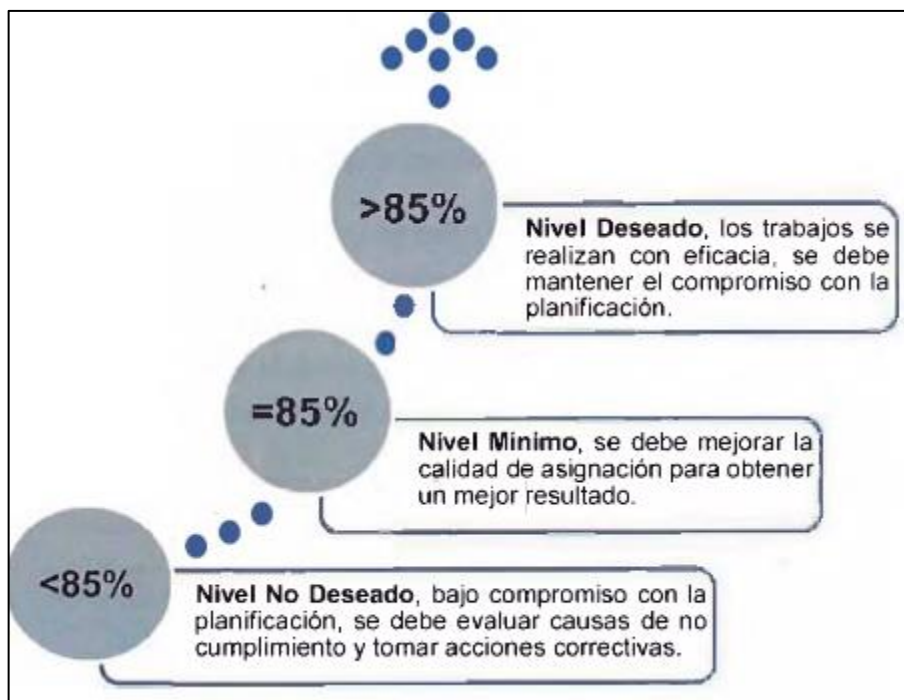 >85%
Nivel Deseado, los trabajos se
realizan con eficacia, se debe
mantener el compromiso con la
planificación.
=85%
Nivel Minimo, se debe mejorar la
calidad de asignación para obtener
un mejor resultado.
<85%
Nivel No Deseado, bajo compromiso con la
planificación, se debe evaluar causas de no
cumplimiento y tomar acciones correctivas.